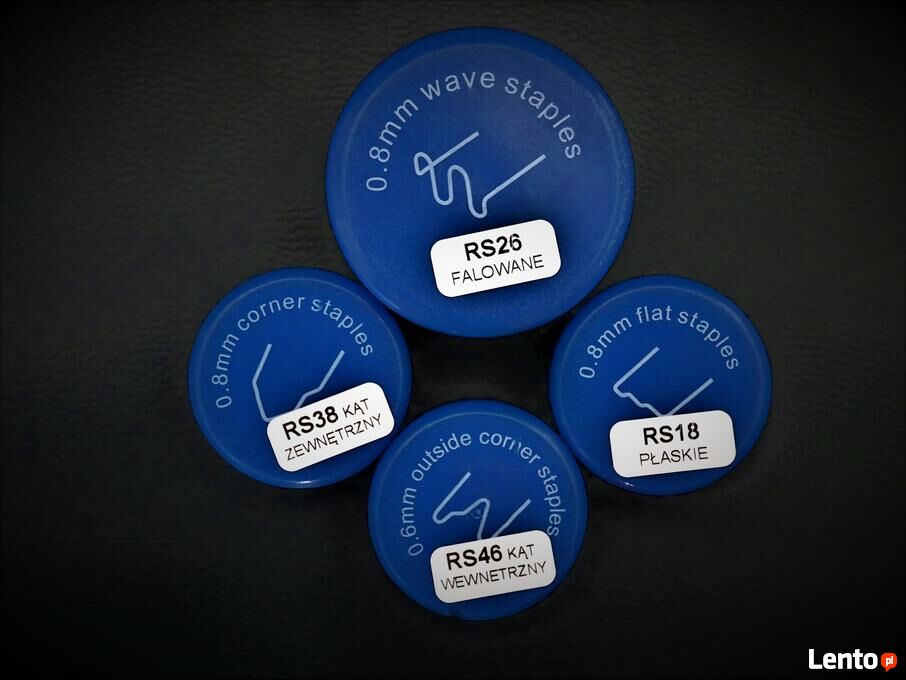 0.8mm wave staples
RS26
FALOWANE
0.8mm corner staples
RS38 KĄT
ZEWNĘTRZNY
0.8mm flat staples
RS18
PŁASKIE
0.6mm outside corner staples
RS46 KĄT
WEWNETRZNY
Lento pl